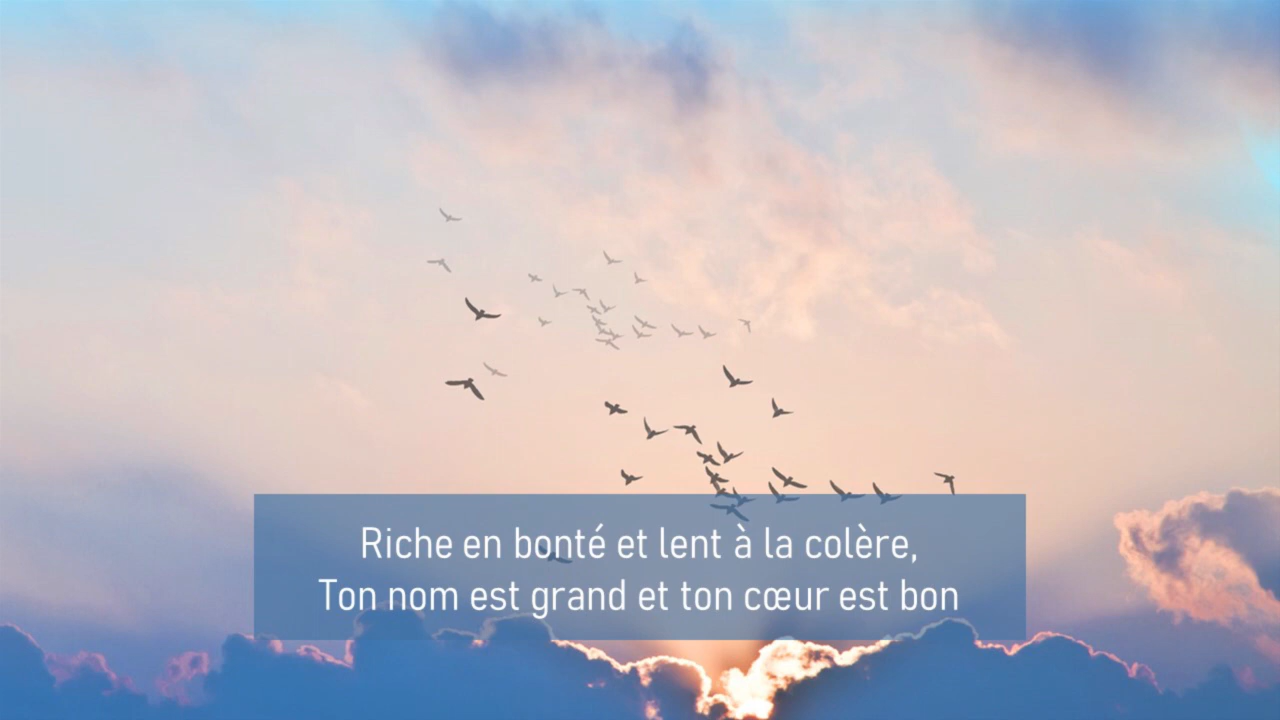 Riche en bonté et lent à la colère,
Ton nom est grand et ton cœur est bon